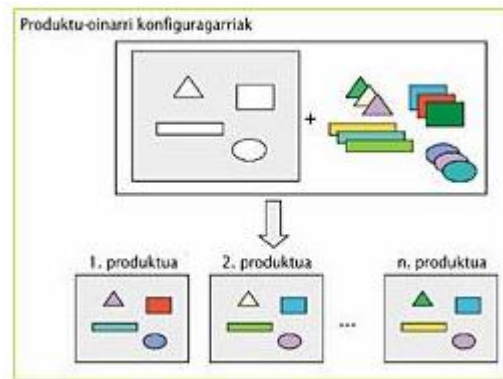 Produktu-oinarri konfiguragarriak
+
1. produktua 2. produktua n. produktua
...